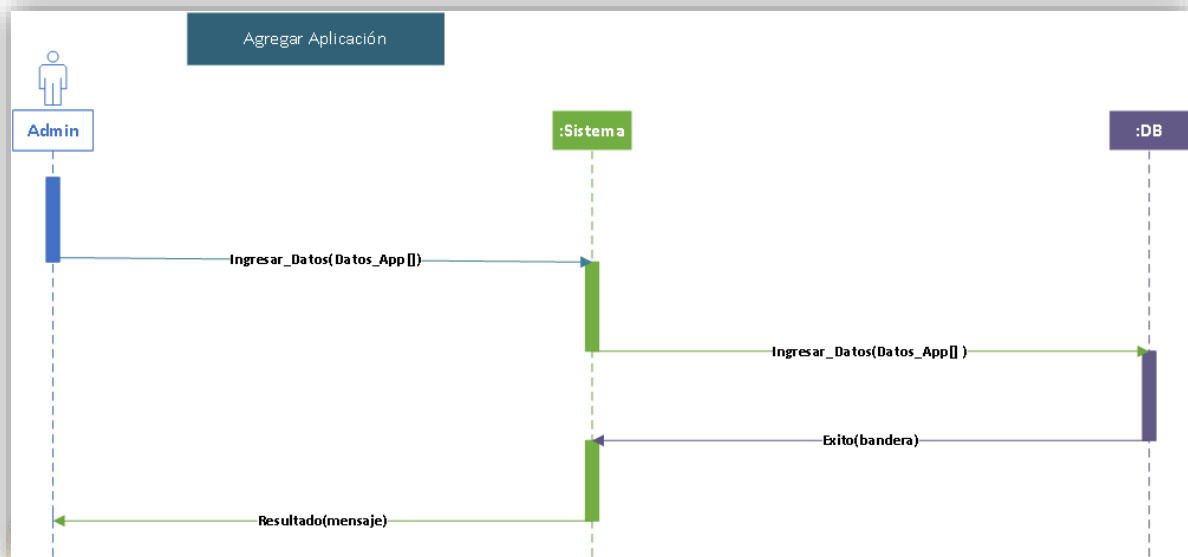 Agregar Aplicación
Admin
:Sistema
:DB
Ingresar_Datos(Datos_App[])
Ingresar_Datos(Datos_App[] )
Exito(bandera)
Resultado(mensaje)